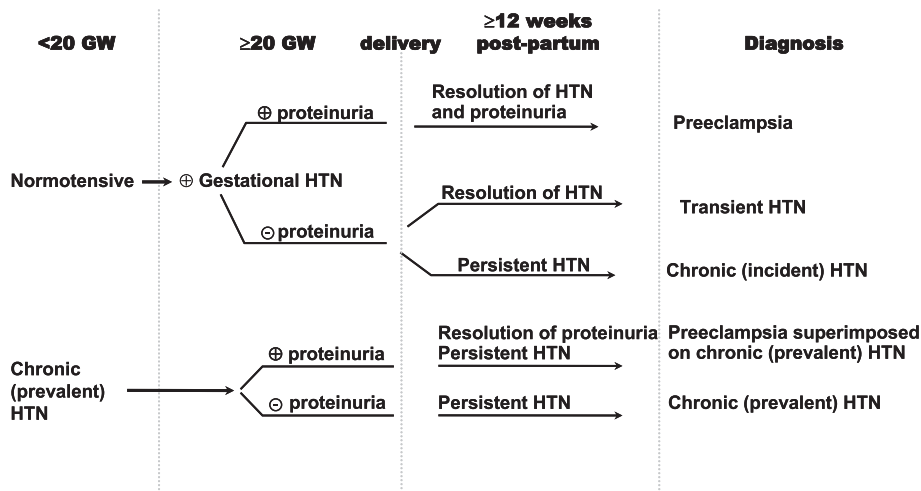 <20 GW
≥20 GW
delivery
≥12 weeks
post-partum
Diagnosis
Normotensive
⊕ Gestational HTN
⊕ proteinuria
Resolution of HTN
and proteinuria
Preeclampsia
⊖ proteinuria
Resolution of HTN
Transient HTN
Persistent HTN
Chronic (incident) HTN
Chronic
(prevalent)
HTN
⊕ proteinuria
Resolution of proteinuria
Persistent HTN
Preeclampsia superimposed
on chronic (prevalent) HTN
⊖ proteinuria
Persistent HTN
Chronic (prevalent) HTN